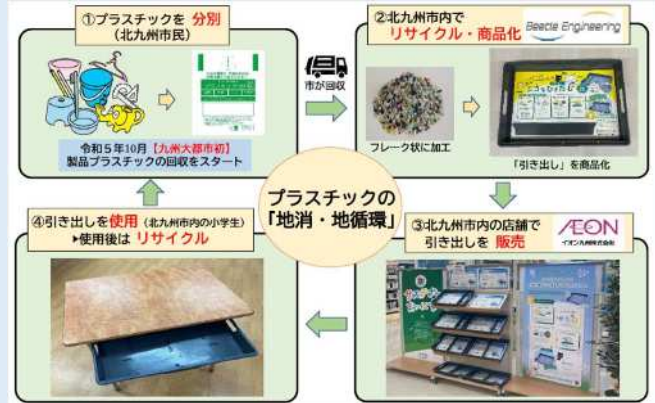 ①プラスチックを 分別
(北九州市民)
令和5年10月【九州大都市初】
製品プラスチックの回収をスタート
市が回収
②北九州市内で
リサイクル・商品化
Beetle Engineering
フレーク状に加工
「引き出し」を商品化
プラスチックの
「地消・地循環」
④引き出しを使用(北九州市内の小学生)
▶使用後は リサイクル
③北九州市内の店舗で
引き出しを 販売
ÆON
イオン九州株式会社